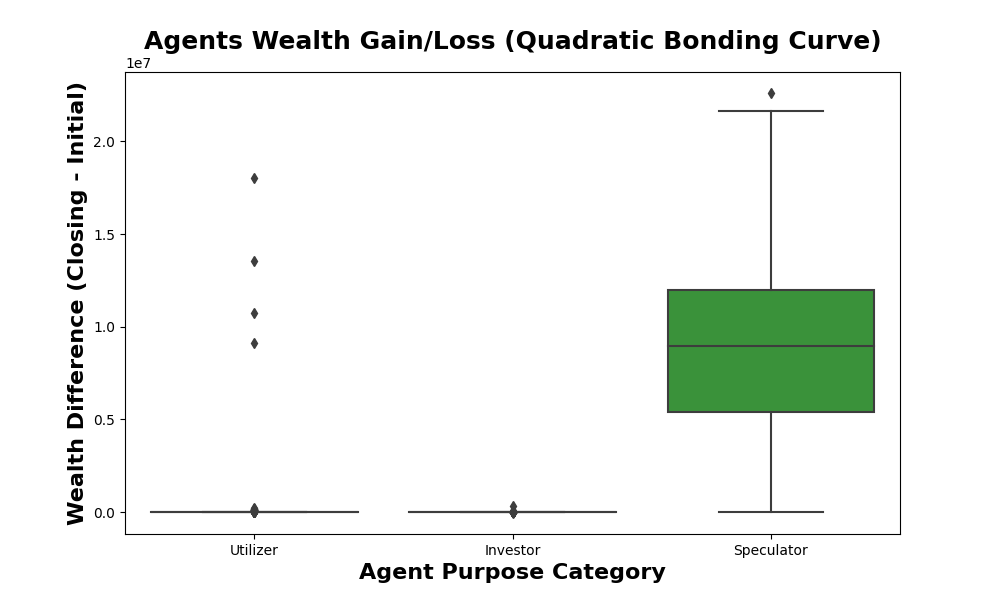 Agents Wealth Gain/Loss (Quadratic Bonding Curve)
1e7
Wealth Difference (Closing - Initial)
2.0
1.5
1.0
0.5
0.0
Utilizer
Investor
Speculator
Agent Purpose Category